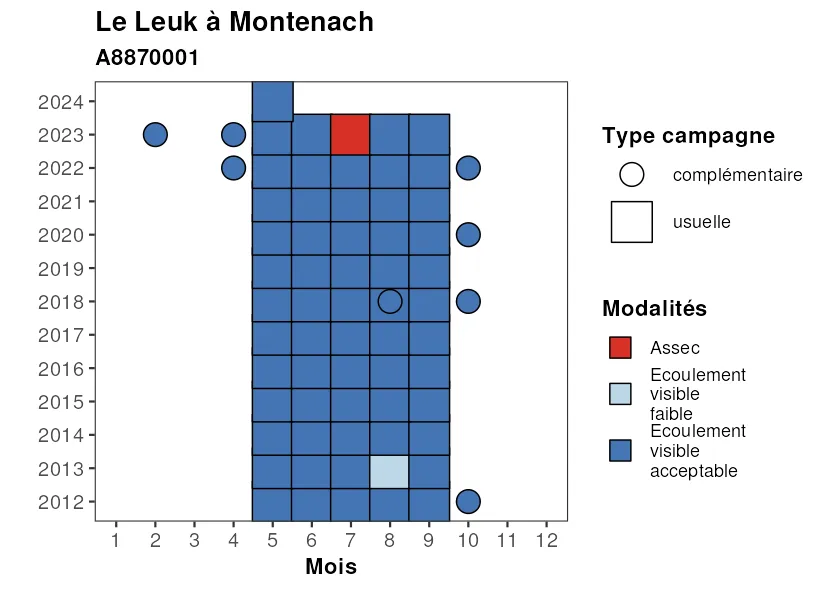 Le Leuk à Montenach
A8870001
2024
2023
2022
2021
2020
2019
2018
2017
2016
2015
2014
2013
2012
1 2 3 4 5 6 7 8 9 10 11 12
Mois
Type campagne
complémentaire
usuelle
Modalités
Assec
Ecoulement
visible
faible
Ecoulement
visible
acceptable